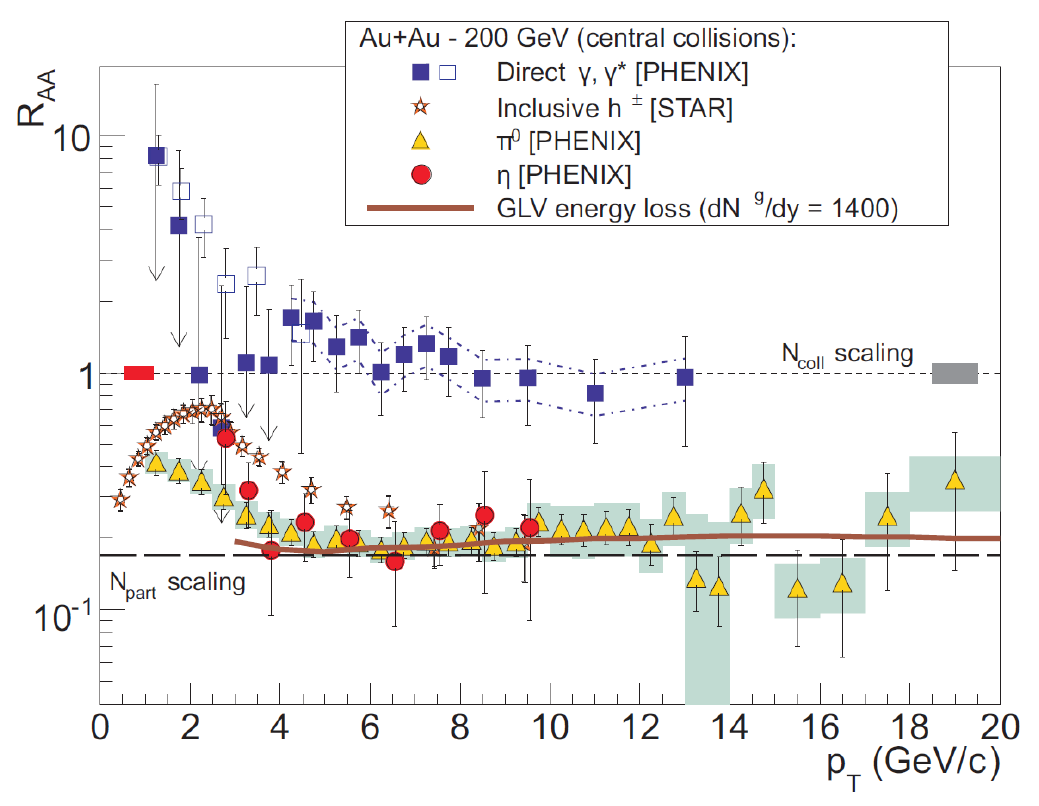 Au+Au - 200 GeV (central collisions):
Direct γ, γ* [PHENIX]
Inclusive h ± [STAR]
π0 [PHENIX]
η [PHENIX]
GLV energy loss (dN g/dy = 1400)
RAA
10
1
10-1
Ncoll scaling
Npart scaling
0 2 4 6 8 10 12 14 16 18 20
pT (GeV/c)